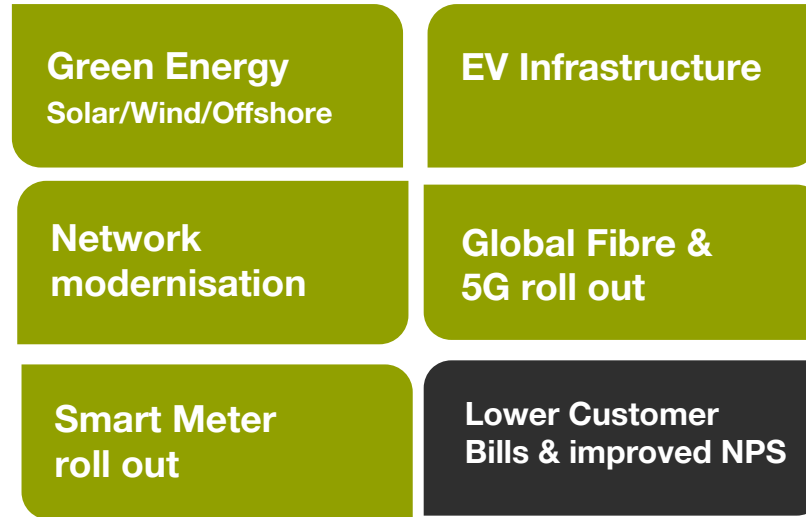 Green Energy
Solar/Wind/Offshore
EV Infrastructure
Network
modernisation
Global Fibre &
5G roll out
Smart Meter
roll out
Lower Customer
Bills & improved NPS